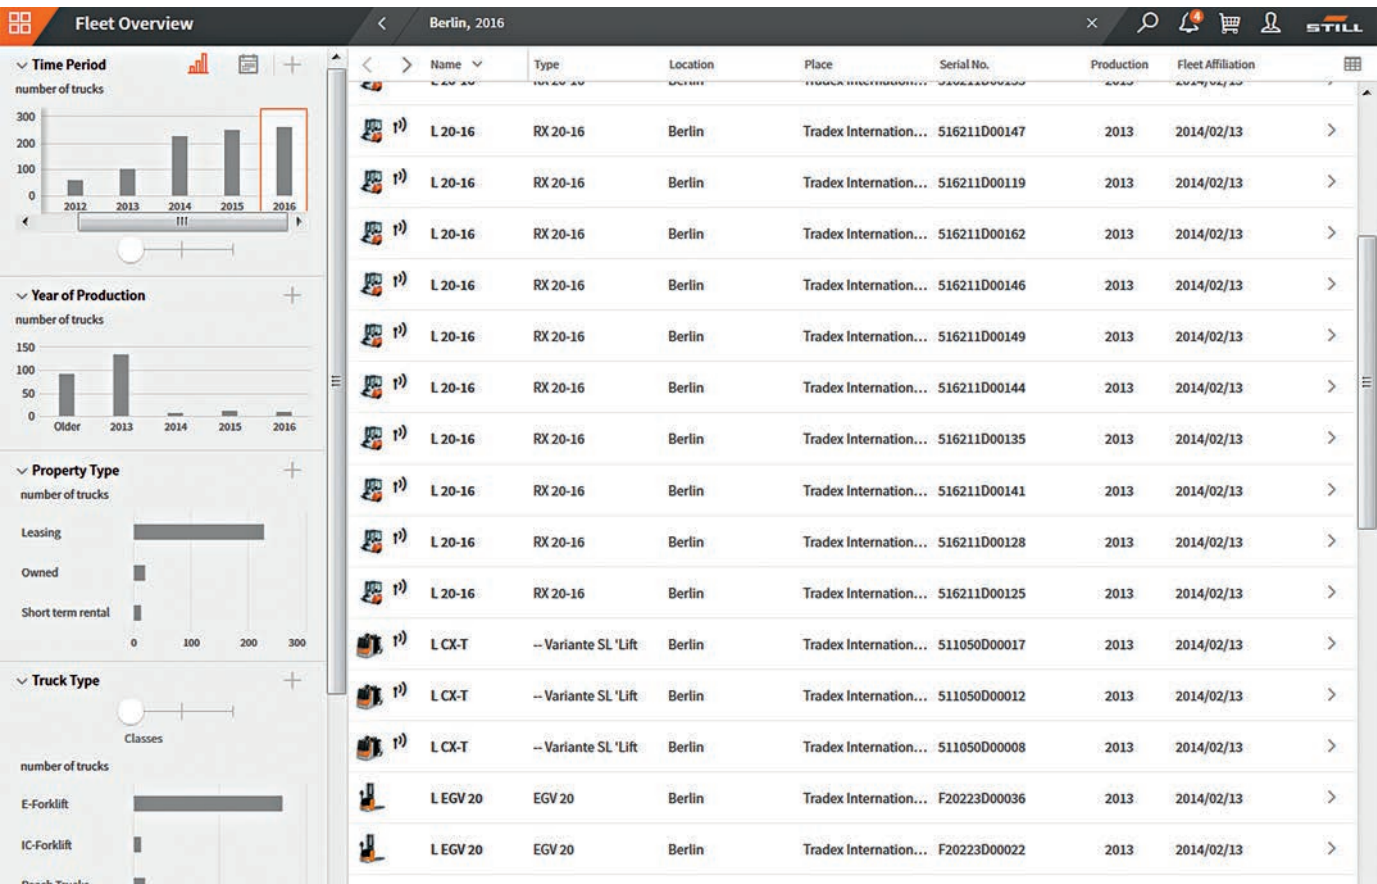 Fleet Overview
Berlin, 2016
4
STILL
Time Period
number of trucks
300
200
100
0
2012 2013 2014 2015 2016
Year of Production
number of trucks
150
100
50
0
Older 2013 2014 2015 2016
Property Type
number of trucks
Leasing
Owned
Short term rental
0 100 200 300
Truck Type
Classes
number of trucks
E-Forklift
IC-Forklift
Reach Trucks
Name Type Location Place Serial No. Production Fleet Affiliation
L 20-16 RX 20-16 Berlin Tradex Internation... 516211D00147 2013 2014/02/13
L 20-16 RX 20-16 Berlin Tradex Internation... 516211D00119 2013 2014/02/13
L 20-16 RX 20-16 Berlin Tradex Internation... 516211D00162 2013 2014/02/13
L 20-16 RX 20-16 Berlin Tradex Internation... 516211D00146 2013 2014/02/13
L 20-16 RX 20-16 Berlin Tradex Internation... 516211D00149 2013 2014/02/13
L 20-16 RX 20-16 Berlin Tradex Internation... 516211D00144 2013 2014/02/13
L 20-16 RX 20-16 Berlin Tradex Internation... 516211D00135 2013 2014/02/13
L 20-16 RX 20-16 Berlin Tradex Internation... 516211D00141 2013 2014/02/13
L 20-16 RX 20-16 Berlin Tradex Internation... 516211D00128 2013 2014/02/13
L 20-16 RX 20-16 Berlin Tradex Internation... 516211D00125 2013 2014/02/13
L CX-T -- Variante SL 'Lift Berlin Tradex Internation... 511050D00017 2013 2014/02/13
L CX-T -- Variante SL 'Lift Berlin Tradex Internation... 511050D00012 2013 2014/02/13
L CX-T -- Variante SL 'Lift Berlin Tradex Internation... 511050D00008 2013 2014/02/13
L EGV 20 EGV 20 Berlin Tradex Internation... F20223D00036 2013 2014/02/13
L EGV 20 EGV 20 Berlin Tradex Internation... F20223D00022 2013 2014/02/13